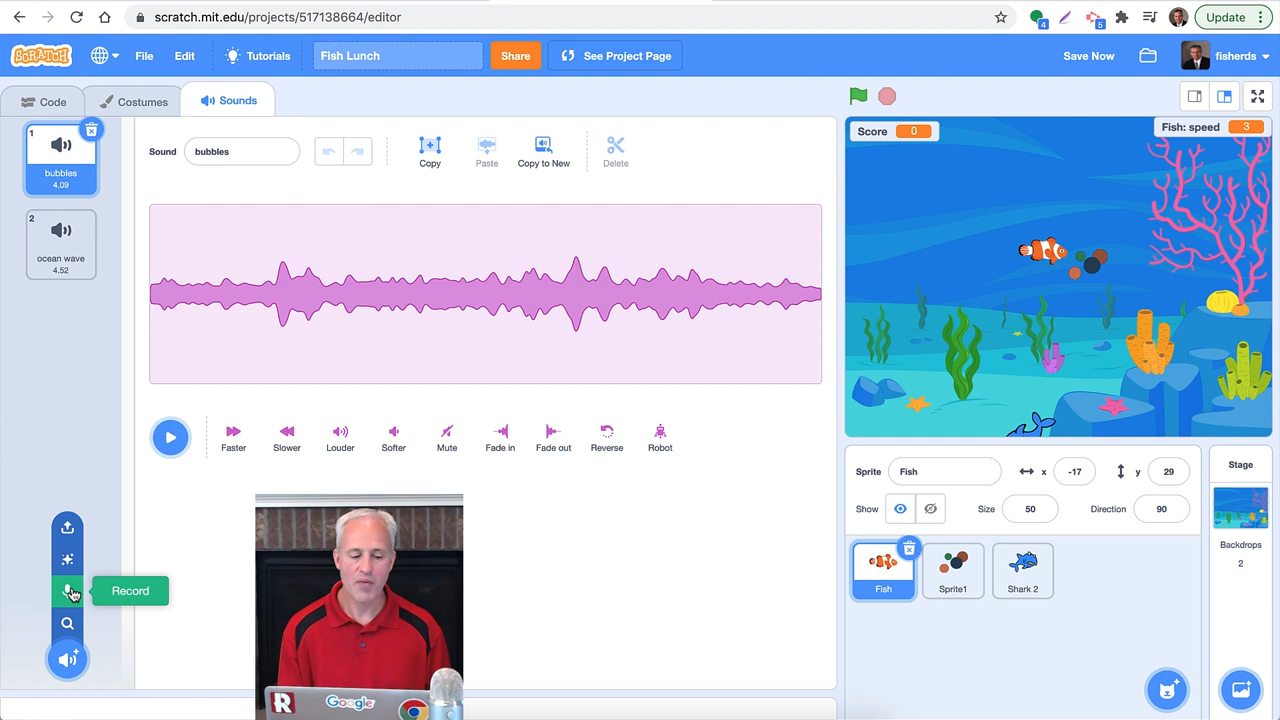 scratch.mit.edu/projects/517138664/editor
4
5
Update
SCRATCH
File
Edit
Tutorials
Fish Lunch
Share
See Project Page
Save Now
fisherds
Code
Costumes
Sounds
1
bubbles
4.09
2
ocean wave
4.52
Sound
bubbles
Copy
Paste
Copy to New
Delete
Faster
Slower
Louder
Softer
Mute
Fade in
Fade out
Reverse
Robot
Record
R
Google
Score 0
Fish: speed 3
Sprite
Fish
x
-17
y
29
Show
Size
50
Direction
90
Fish
Sprite1
Shark 2
Stage
Backdrops
2